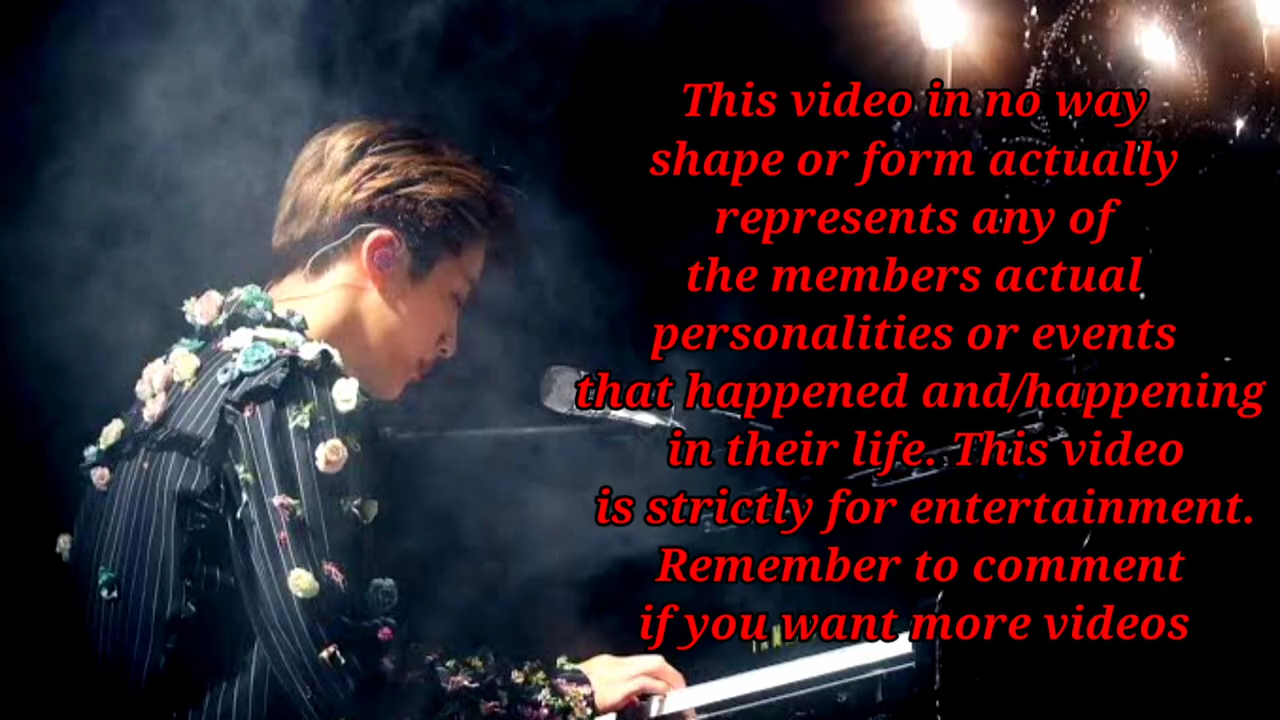 This video in no way
shape or form actually
represents any of
the members actual
personalities or events
that happened and/happening
in their life. This video
is strictly for entertainment.
Remember to comment
if you want more videos